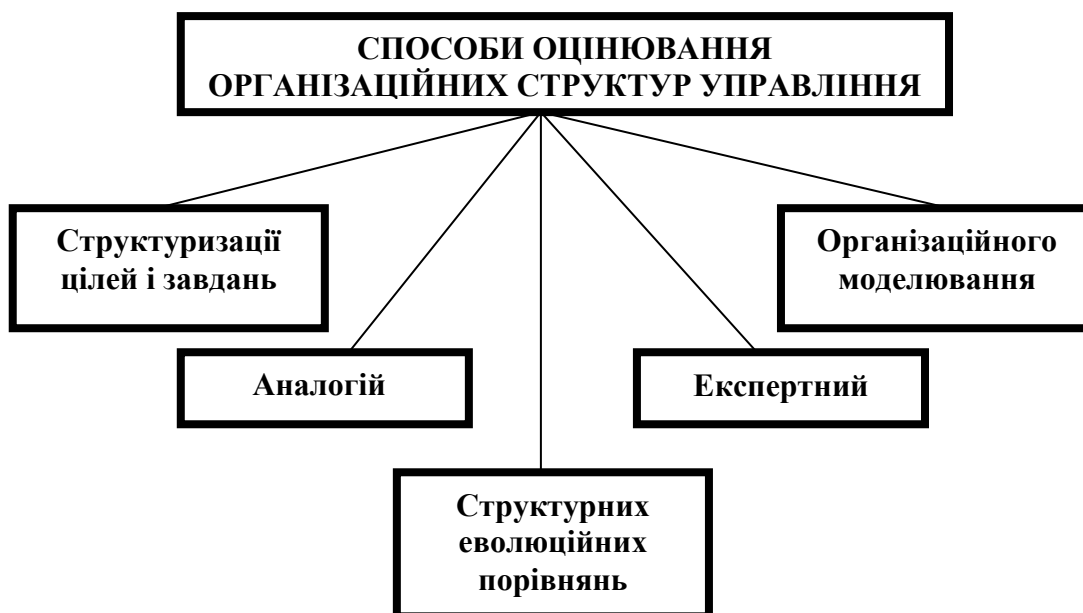 СПОСОБИ ОЦІНЮВАННЯ
ОРГАНІЗАЦІЙНИХ СТРУКТУР УПРАВЛІННЯ
Структуризації
цілей і завдань
Організаційного
моделювання
Аналогій
Експертний
Структурних
еволюційних
порівнянь